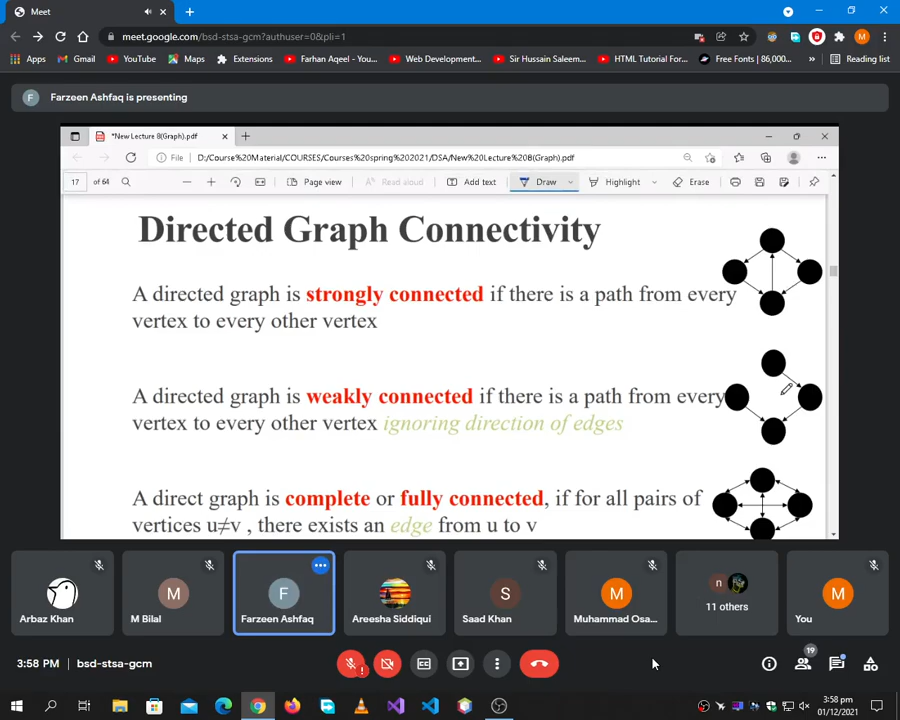 Meet
meet.google.com/bsd-stsa-gcm?authuser=0&pli=1
Apps Gmail YouTube Maps Extensions Farhan Aqeel - You... Web Development... Sir Hussain Saleem... HTML Tutorial For... Free Fonts | 86,000... » Reading list
F Farzeen Ashfaq is presenting
*New Lecture 8(Graph).pdf
File D:/Course%20Material/COURSES/Courses%20spring%202021/DSA/New%20Lecture%208(Graph).pdf
17 of 64 Page view Read aloud Add text Draw Highlight Erase
Directed Graph Connectivity
A directed graph is strongly connected if there is a path from every
vertex to every other vertex
A directed graph is weakly connected if there is a path from every
vertex to every other vertex ignoring direction of edges
A direct graph is complete or fully connected, if for all pairs of
vertices u≠v , there exists an edge from u to v
M F S M n M
Arbaz Khan M Bilal Farzeen Ashfaq Areesha Siddiqui Saad Khan Muhammad Osa... 11 others You
3:58 PM bsd-stsa-gcm CC 19
3:58 pm
01/12/2021